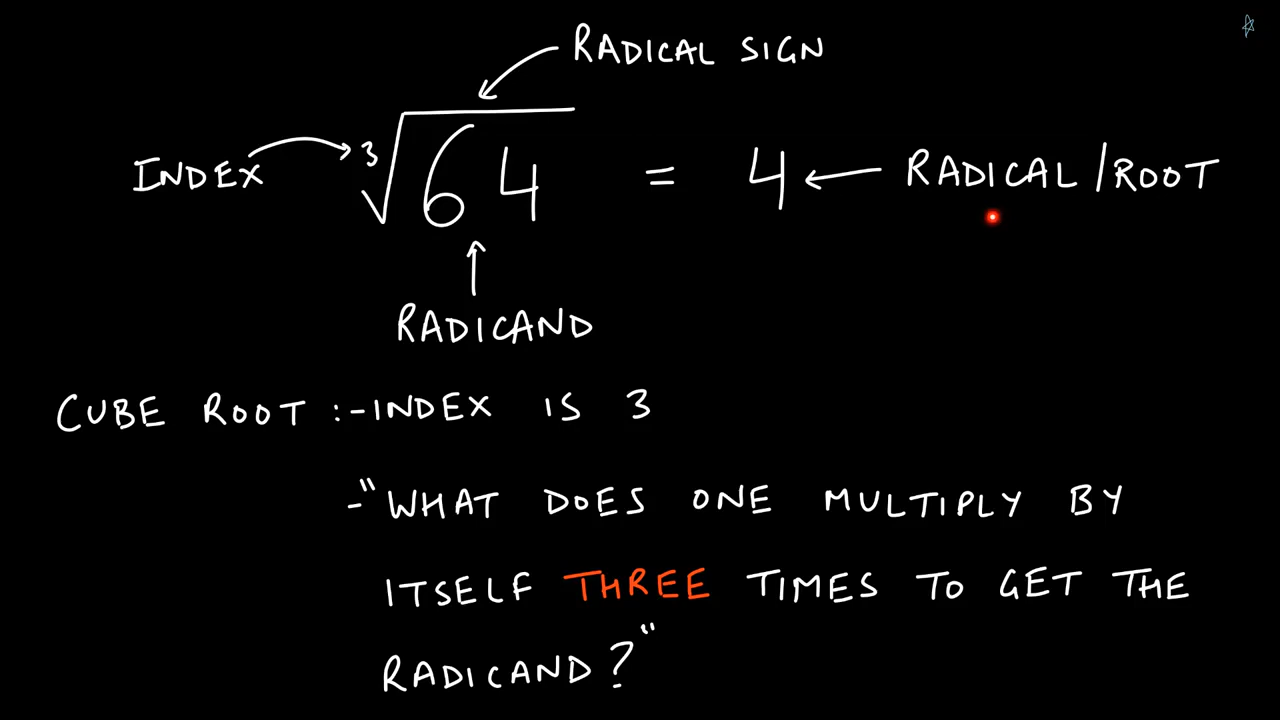 RADICAL SIGN
INDEX ∛64 = 4 RADICAL/ROOT
RADICAND
CUBE ROOT :- INDEX IS 3
- "WHAT DOES ONE MULTIPLY BY
ITSELF THREE TIMES TO GET THE
RADICAND?"